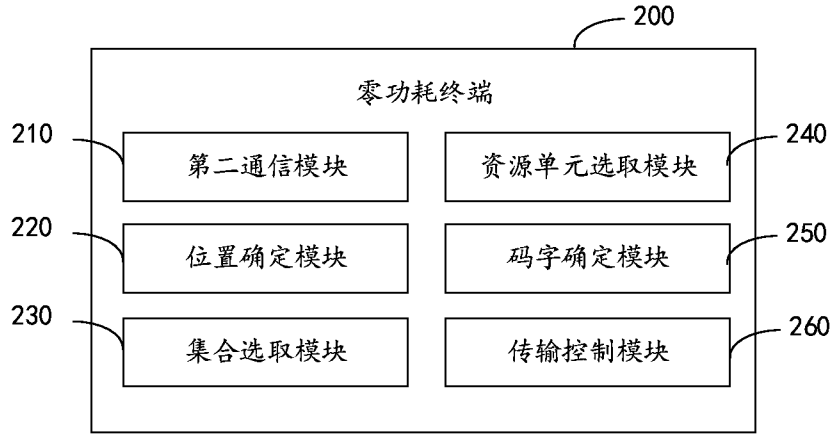 200
零功耗终端
210
第二通信模块
资源单元选取模块
240
220
位置确定模块
码字确定模块
250
230
集合选取模块
传输控制模块
260